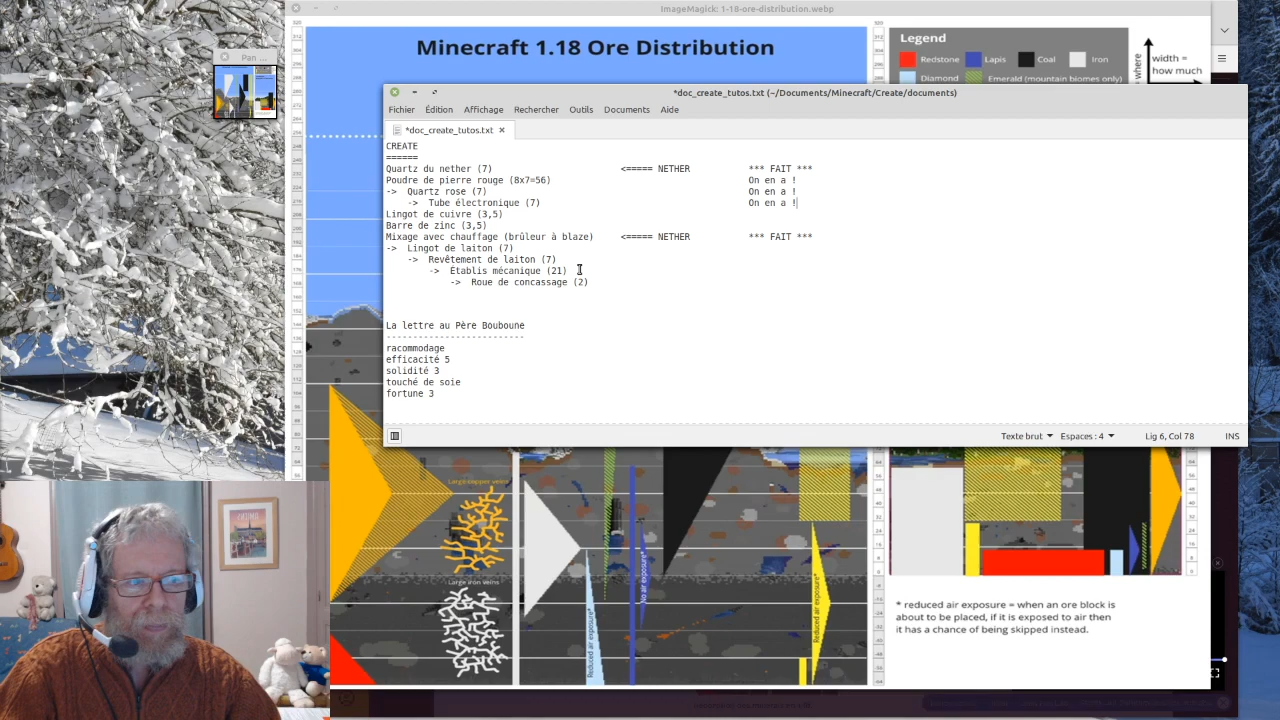 ImageMagick: 1-18-ore-distribution.webp
Minecraft 1.18 Ore Distribution
Legend
Redstone Lapis Coal Iron
Diamond Emerald (mountain biomes only)
width =
how much
where
Pan ...
*doc_create_tutos.txt (~/Documents/Minecraft/Create/documents)
Fichier Édition Affichage Rechercher Outils Documents Aide
*doc_create_tutos.txt
CREATE
======
Quartz du nether (7) <===== NETHER *** FAIT ***
Poudre de pierre rouge (8x7=56) On en a !
-> Quartz rose (7) On en a !
-> Tube électronique (7) On en a !
Lingot de cuivre (3,5)
Barre de zinc (3,5)
Mixage avec chauffage (brûleur à blaze) <===== NETHER *** FAIT ***
-> Lingot de laiton (7)
-> Revêtement de laiton (7)
-> Établis mécanique (21)
-> Roue de concassage (2)
La lettre au Père Bouboune
--------------------------
racommodage
efficacité 5
solidité 3
touché de soie
fortune 3
Texte brut Espaces : 4 Lig 6, Col 78 INS
Large copper veins
Large iron veins
Reduced air exposure*
No air exposure*
Reduced air exposure*
* reduced air exposure = when an ore block is
about to be placed, if it is exposed to air then
it has a chance of being skipped instead.